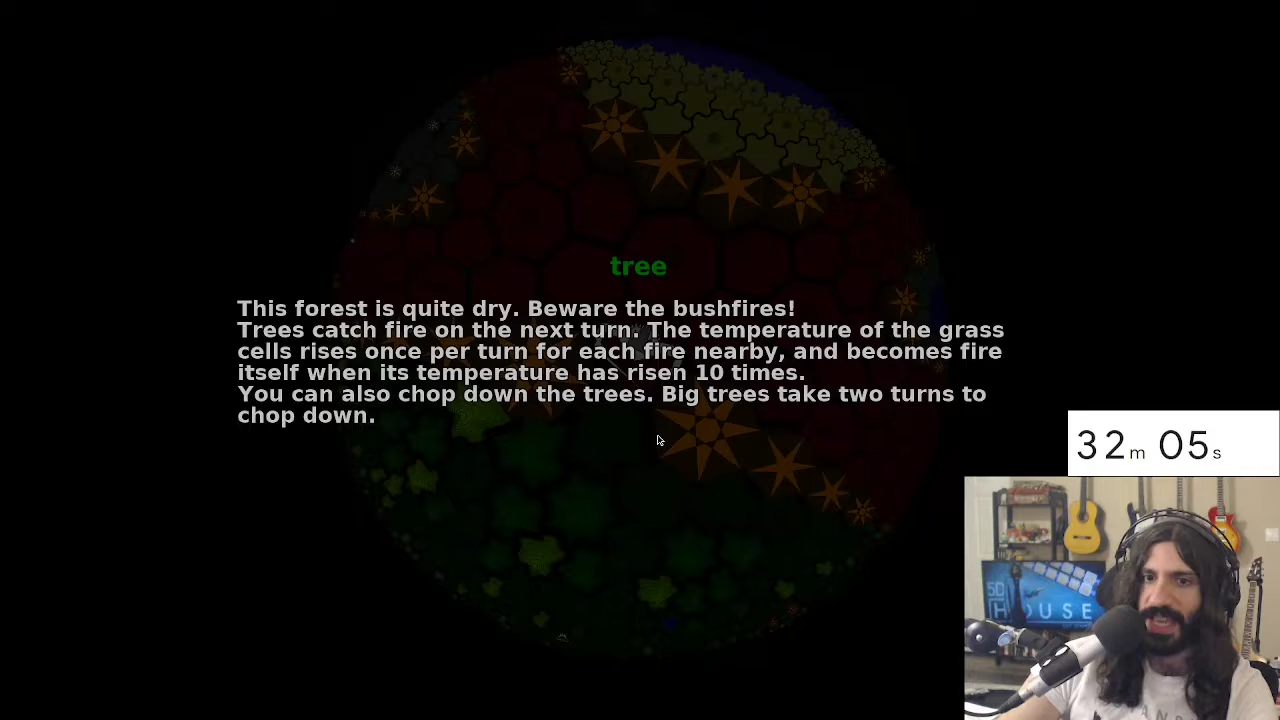 tree
This forest is quite dry. Beware the bushfires!
Trees catch fire on the next turn. The temperature of the grass
cells rises once per turn for each fire nearby, and becomes fire
itself when its temperature has risen 10 times.
You can also chop down the trees. Big trees take two turns to
chop down.
32m 05s
5D
HOUSE